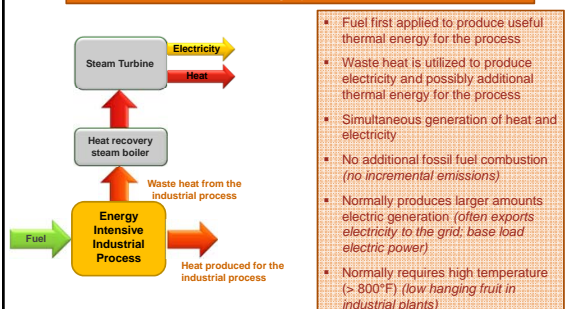 Electricity
Steam Turbine
Heat
Heat recovery
steam boiler
Waste heat from the
industrial process
Energy
Intensive
Industrial
Process
Fuel
Heat produced for the
industrial process
▪ Fuel first applied to produce useful
thermal energy for the process
▪ Waste heat is utilized to produce
electricity and possibly additional
thermal energy for the process
▪ Simultaneous generation of heat and
electricity
▪ No additional fossil fuel combustion
(no incremental emissions)
▪ Normally produces larger amounts
electric generation (often exports
electricity to the grid; base load
electric power)
▪ Normally requires high temperature
(> 800°F) (low hanging fruit in
industrial plants)